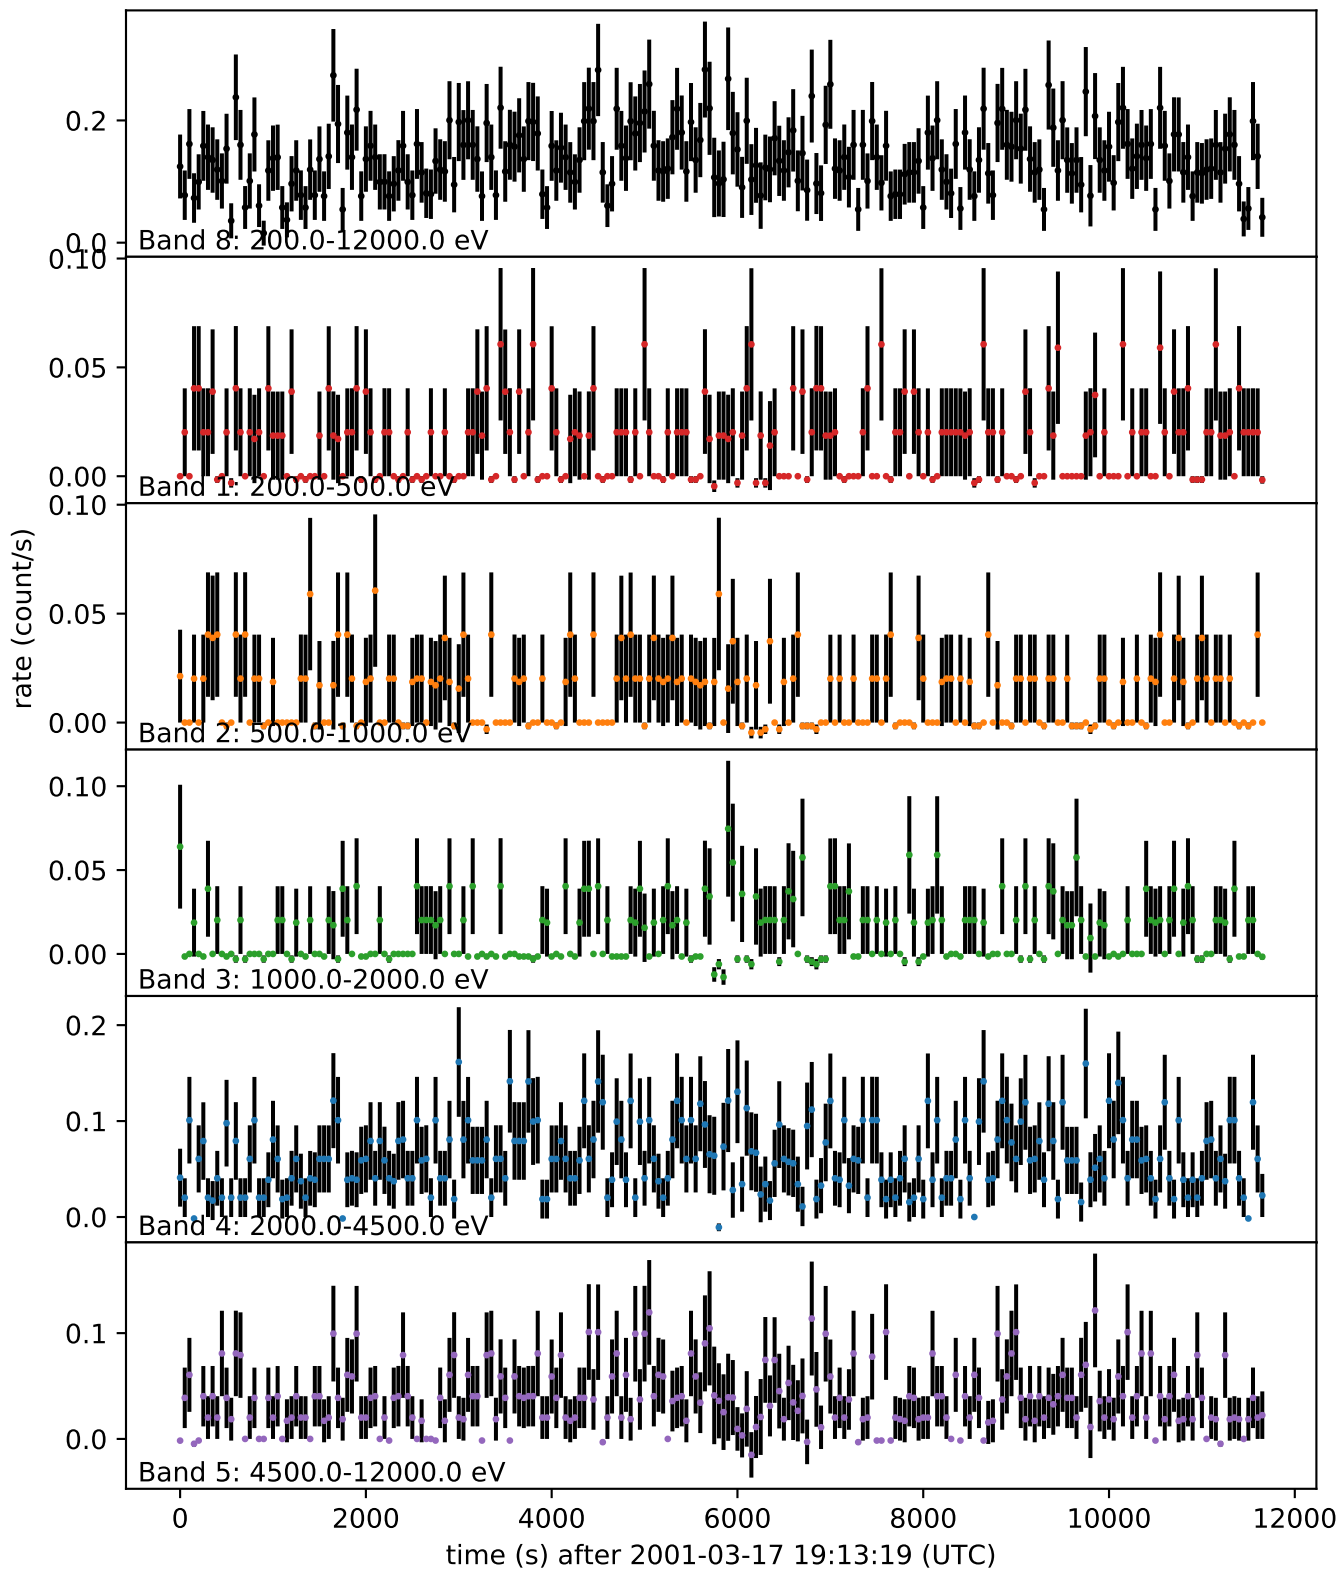 0.2
0.0
Band 8: 200.0-12000.0 eV
0.10
0.05
0.00
Band 1: 200.0-500.0 eV
0.10
0.05
0.00
Band 2: 500.0-1000.0 eV
rate (count/s)
0.10
0.05
0.00
Band 3: 1000.0-2000.0 eV
0.2
0.1
0.0
Band 4: 2000.0-4500.0 eV
0.1
0.0
Band 5: 4500.0-12000.0 eV
0 2000 4000 6000 8000 10000 12000
time (s) after 2001-03-17 19:13:19 (UTC)